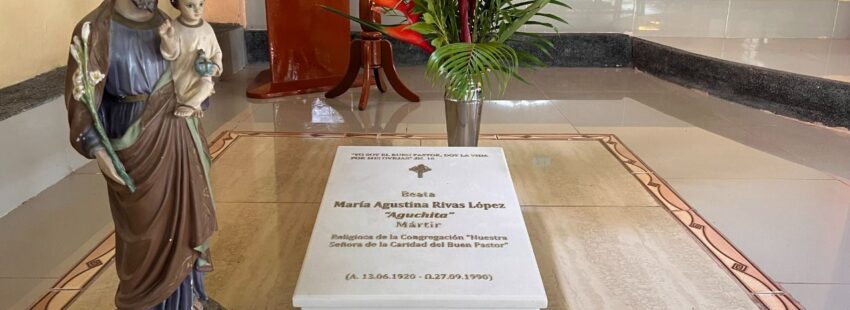 "YO SOY EL BUEN PASTOR, DOY LA VIDA
POR MIS OVEJAS" JN. 10
Beata
María Agustina Rivas López
"Aguchita"
Mártir
Religiosa de la Congregación "Nuestra
Señora de la Caridad del Buen Pastor"
(A. 13.06.1920 - Ω.27.09.1990)